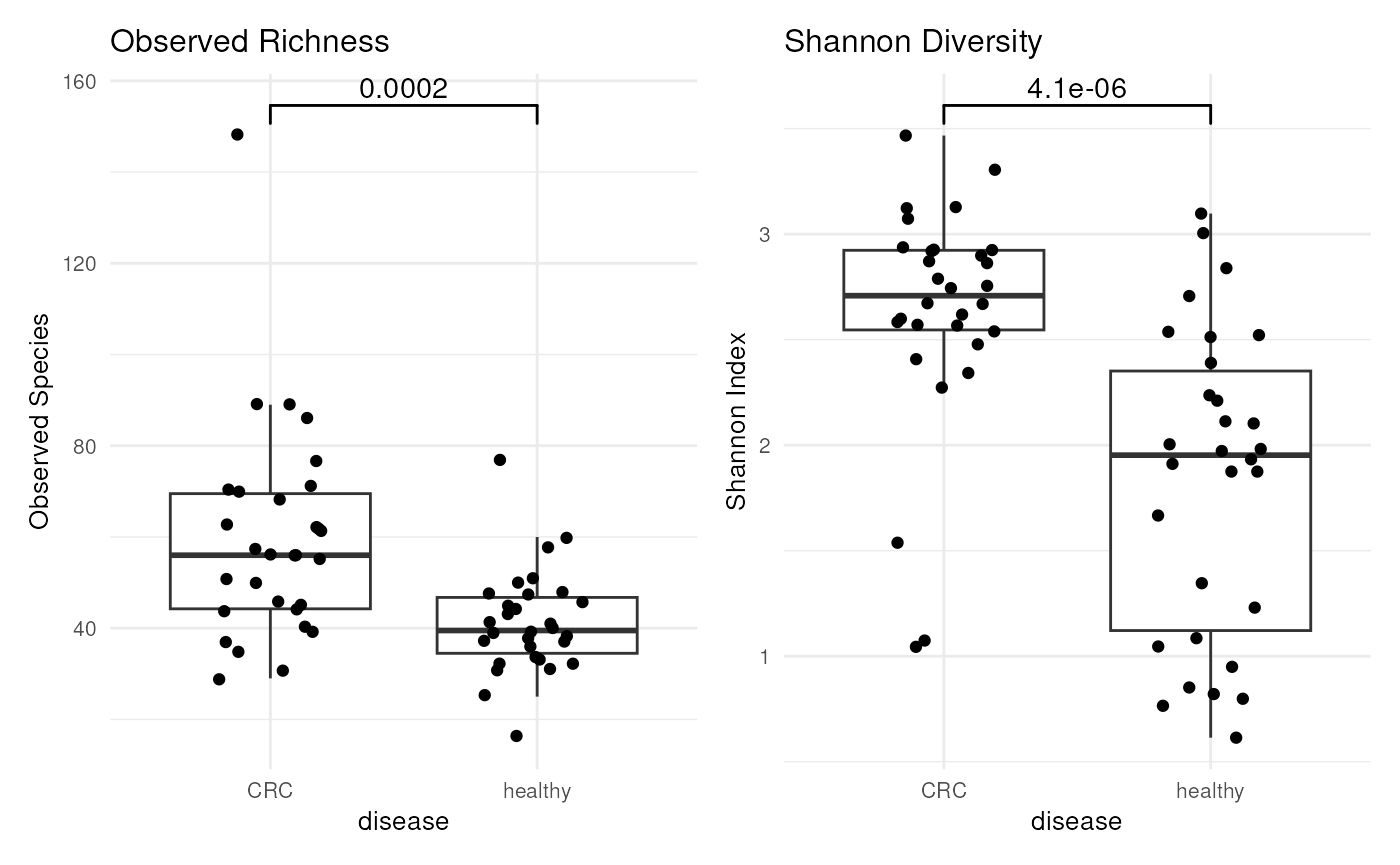 Observed Richness
160
120
80
40
Observed Species
0.0002
CRC
healthy
disease
Shannon Diversity
3
2
1
Shannon Index
4.1e-06
CRC
healthy
disease